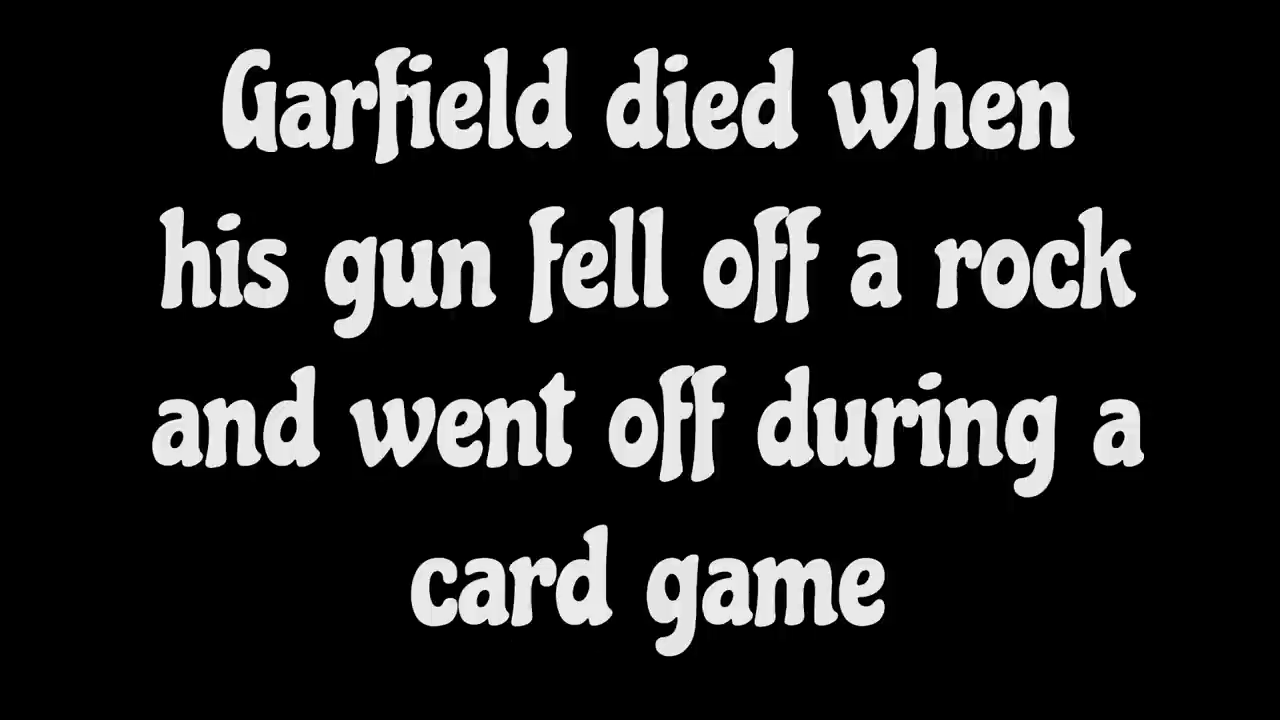 Garfield died when
his gun fell off a rock
and went off during a
card game